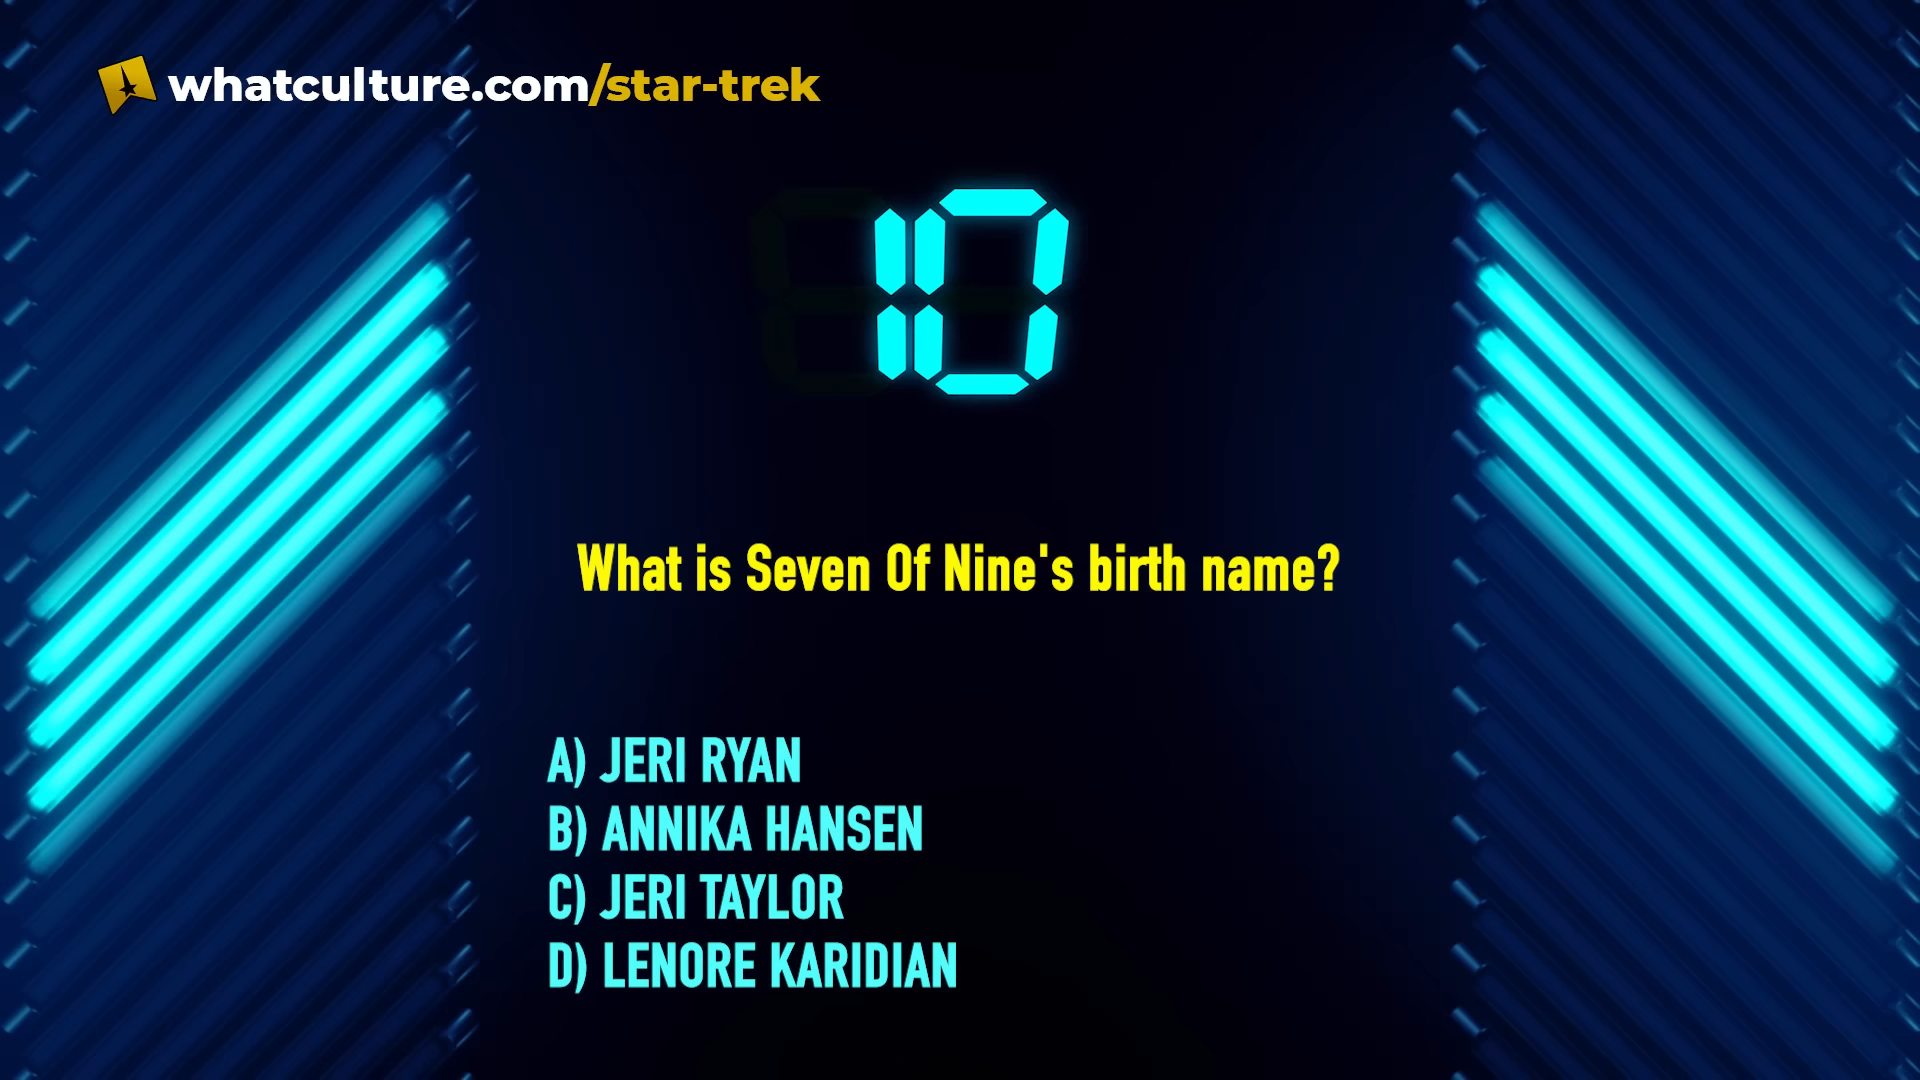 whatculture.com/star-trek
10
What is Seven Of Nine's birth name?
A) JERI RYAN
B) ANNIKA HANSEN
C) JERI TAYLOR
D) LENORE KARIDIAN